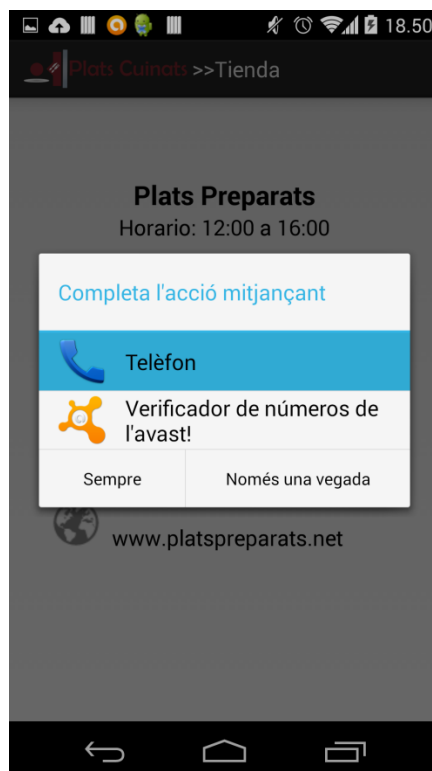 18.50
Plats Cuinats >>Tienda
Plats Preparats
Horario: 12:00 a 16:00
Completa l'acció mitjançant
Telèfon
Verificador de números de
l'avast!
Sempre Només una vegada
www.platspreparats.net